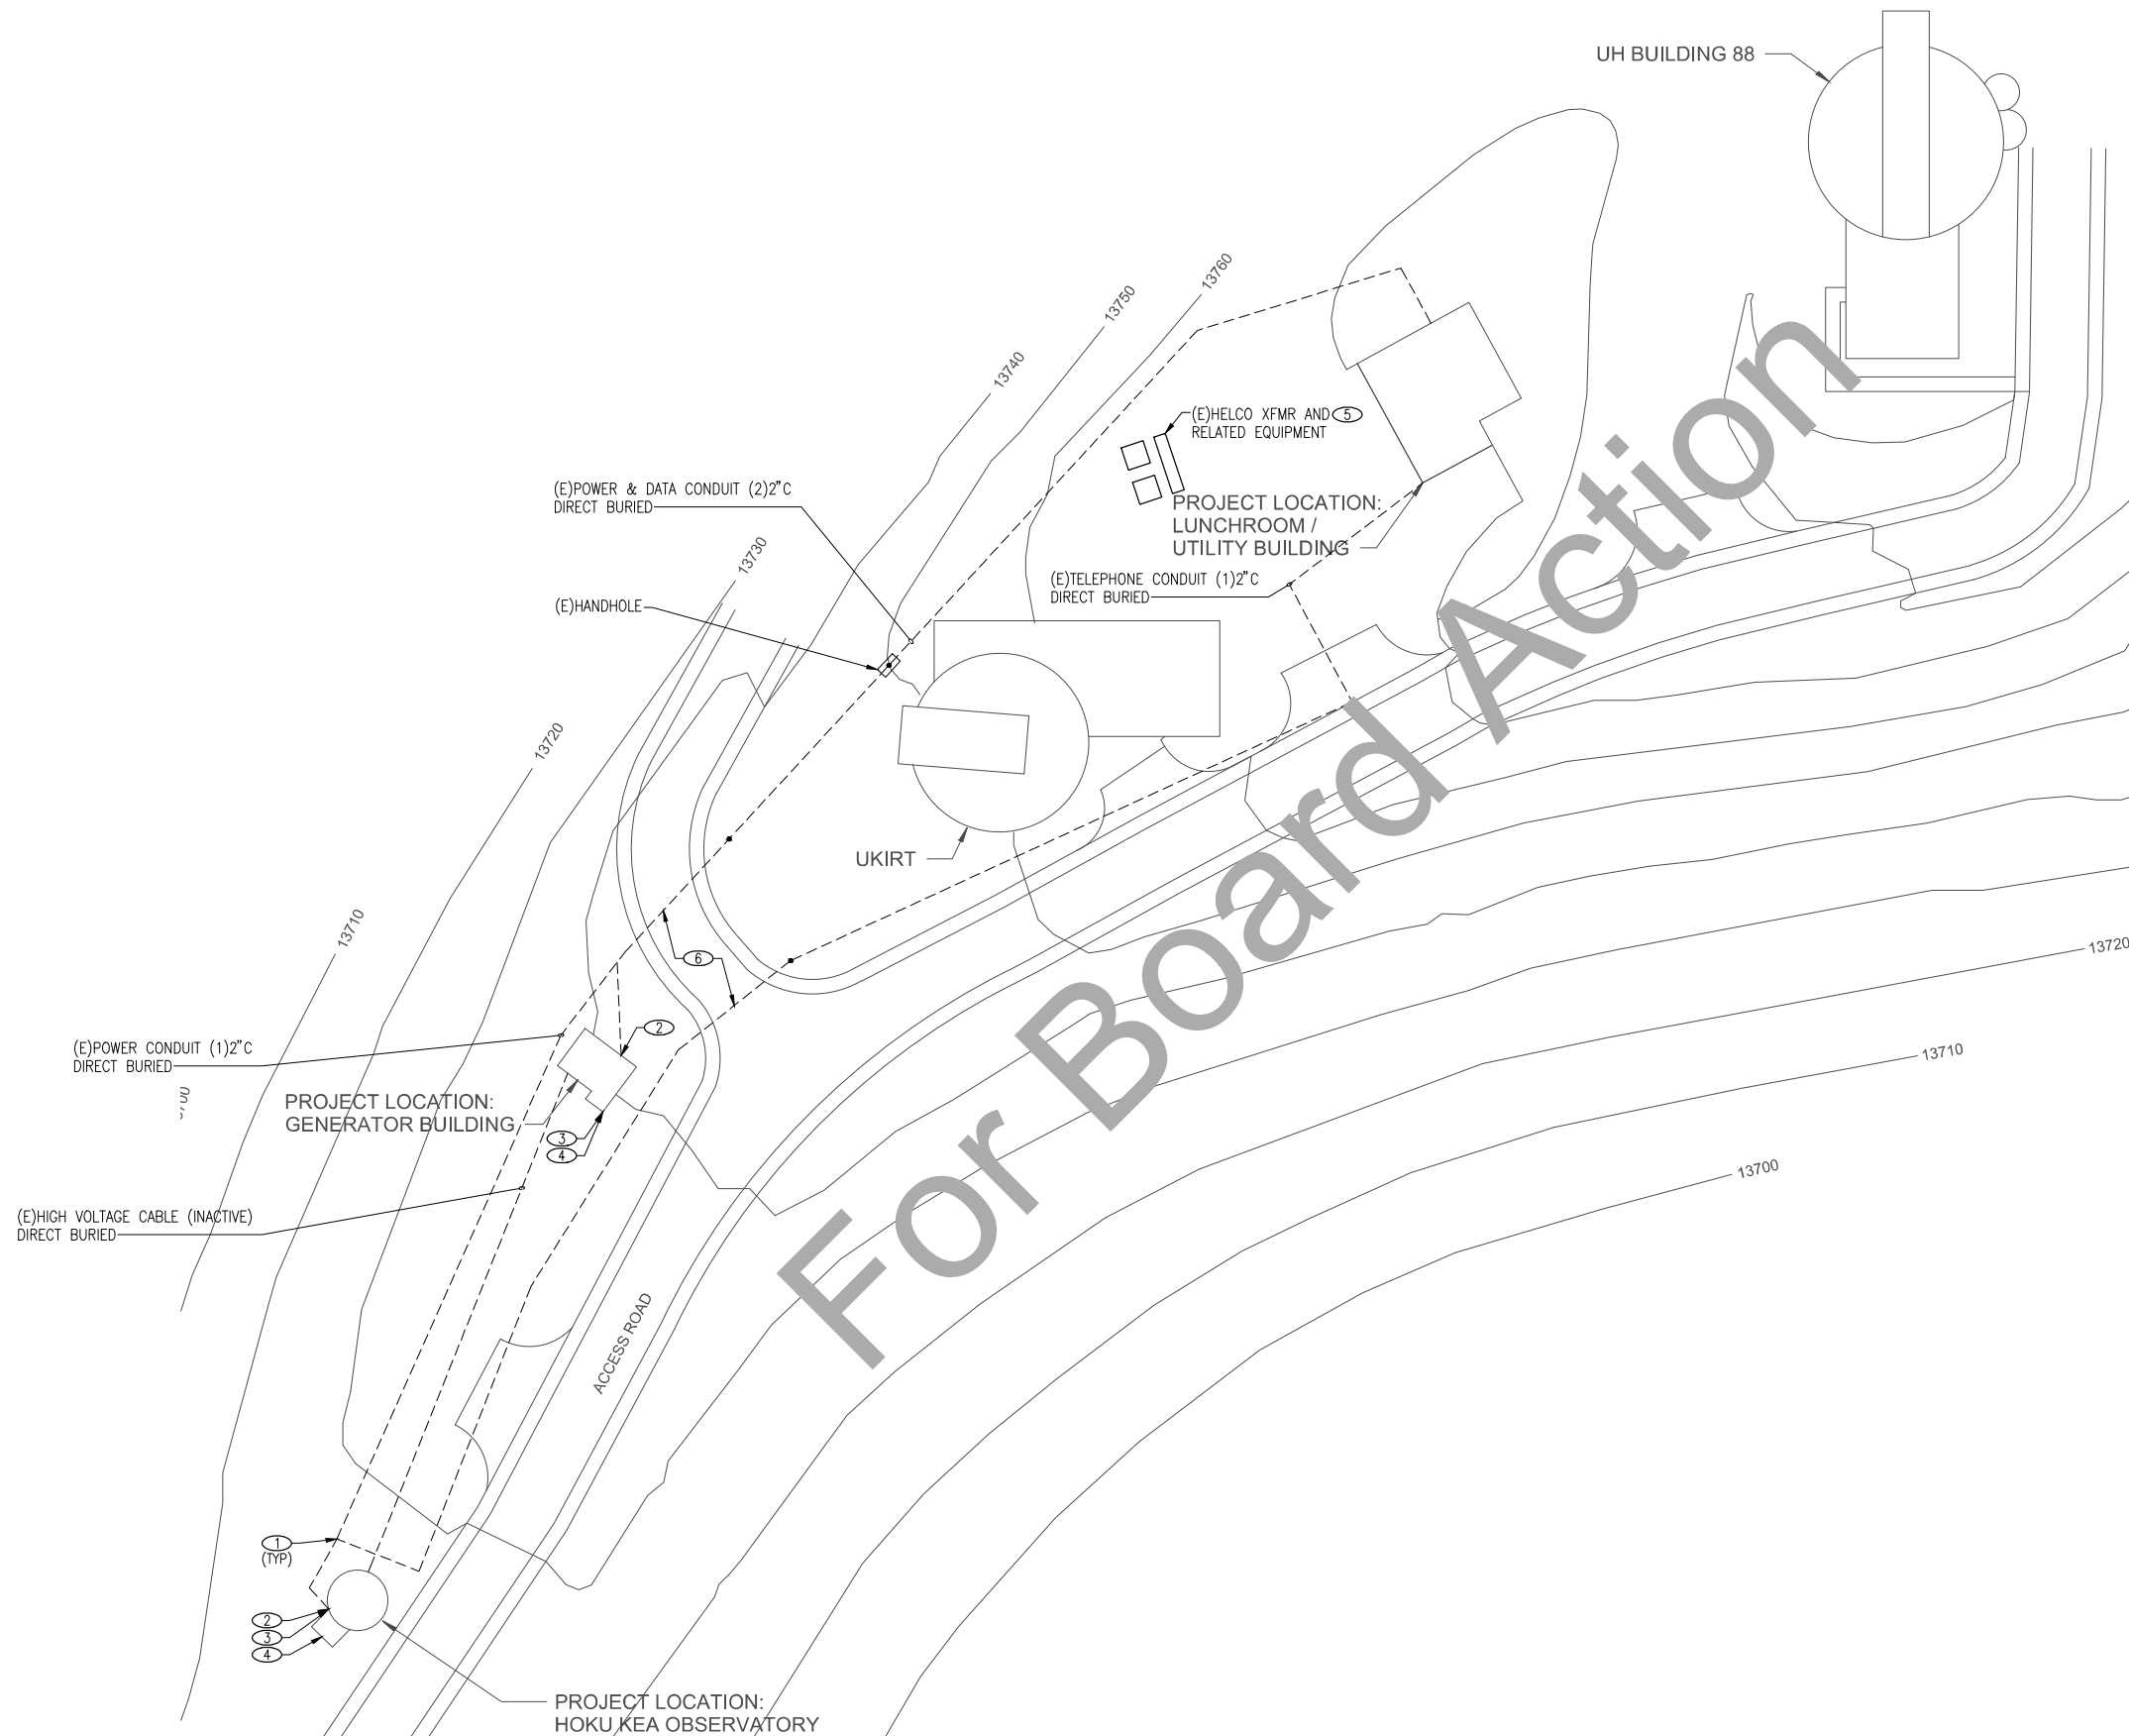 UH BUILDING 88
13760
13750
13740
(E)HELCO XFMR AND 5
RELATED EQUIPMENT
(E)POWER & DATA CONDUIT (2)2"C
DIRECT BURIED
PROJECT LOCATION:
LUNCHROOM /
UTILITY BUILDING
13730
(E)TELEPHONE CONDUIT (1)2"C
DIRECT BURIED
(E)HANDHOLE
13720
UKIRT
13710
13720
6
2
(E)POWER CONDUIT (1)2"C
DIRECT BURIED
13710
PROJECT LOCATION:
GENERATOR BUILDING
3
4
13700
(E)HIGH VOLTAGE CABLE (INACTIVE)
DIRECT BURIED
ACCESS ROAD
For Board Action
1
(TYP)
2
3
4
PROJECT LOCATION:
HOKU KEA OBSERVATORY